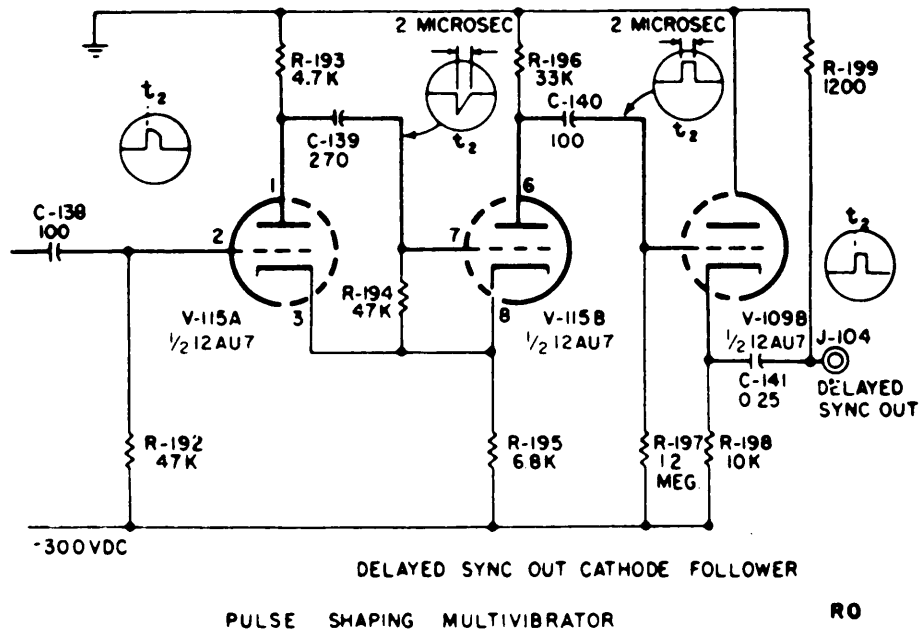 2 MICROSEC
2 MICROSEC
R-193
4.7K
R-196
33K
R-199
1200
t2
C-139
270
t2
C-140
100
t2
t2
C-138
100
1
2
3
6
7
8
R-194
47K
V-115A
1/2 12AU7
V-115B
1/2 12AU7
V-109B
1/2 12AU7
J-104
C-141
0.25
DELAYED
SYNC OUT
R-192
47K
R-195
6.8K
R-197
1.2
MEG.
R-198
10K
-300VDC
DELAYED SYNC OUT CATHODE FOLLOWER
PULSE SHAPING MULTIVIBRATOR
RO